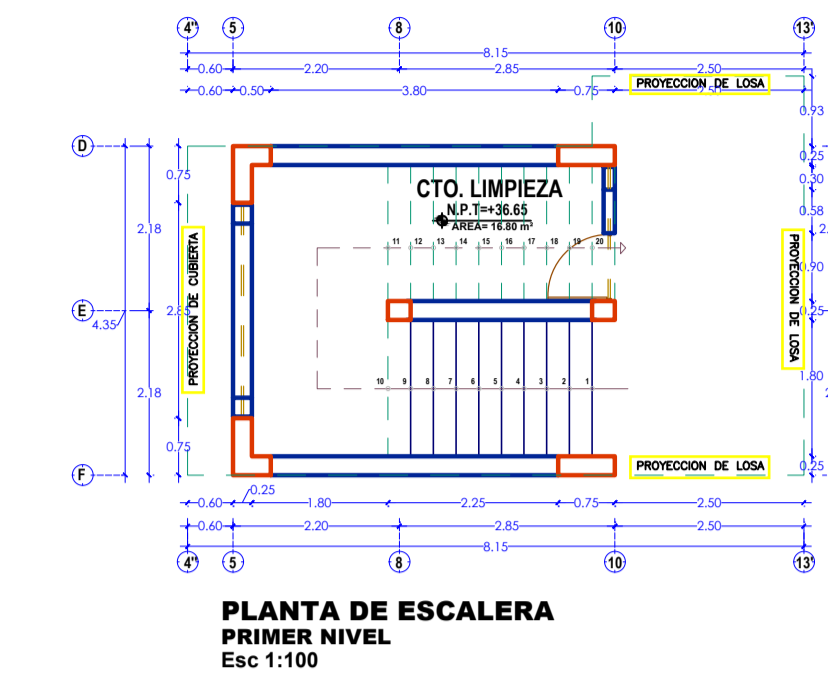 4" 5 8 10 13'
8.15
0.60 2.20 2.85 2.50
0.60 0.50 3.80 0.75 2.50
PROYECCION DE LOSA
0.93
D
0.25
0.75
0.30
CTO. LIMPIEZA
N.P.T=+36.65
AREA= 16.80 m²
0.58
2.18
11 12 13 14 15 16 17 18 19 20
0.90
PROYECCION DE CUBIERTA
PROYECCION DE LOSA
E
2.85
0.25
4.35
1.80
10 9 8 7 6 5 4 3 2 1
2.18
0.75
PROYECCION DE LOSA
0.25
F
0.25
0.60 1.80 2.25 0.75 2.50
0.60 2.20 2.85 2.50
8.15
4" 5 8 10 13'
PLANTA DE ESCALERA
PRIMER NIVEL
Esc 1:100